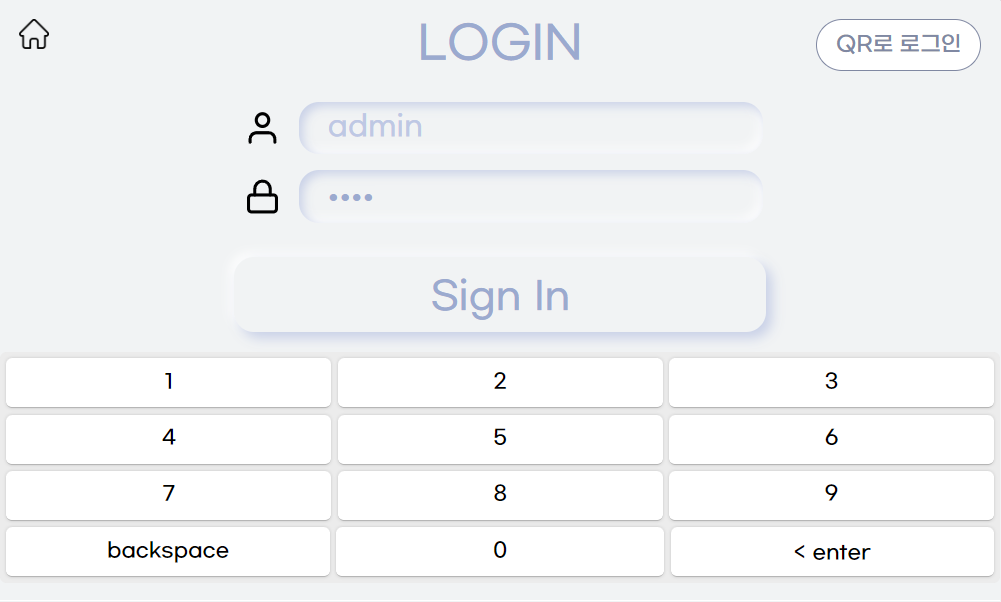 LOGIN
QR로 로그인
admin
••••
Sign In
1 2 3
4 5 6
7 8 9
backspace 0 < enter